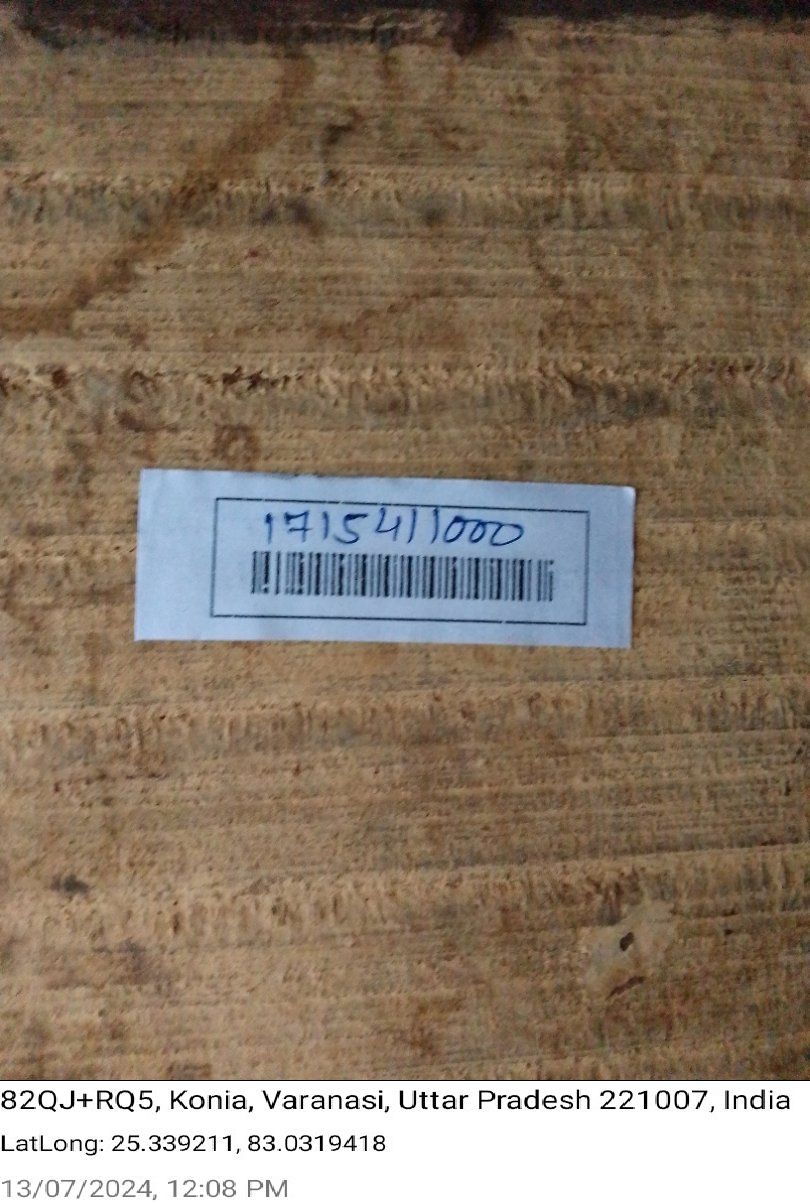 1715411000
82QJ+RQ5, Konia, Varanasi, Uttar Pradesh 221007, India
LatLong: 25.339211, 83.0319418
13/07/2024, 12:08 PM